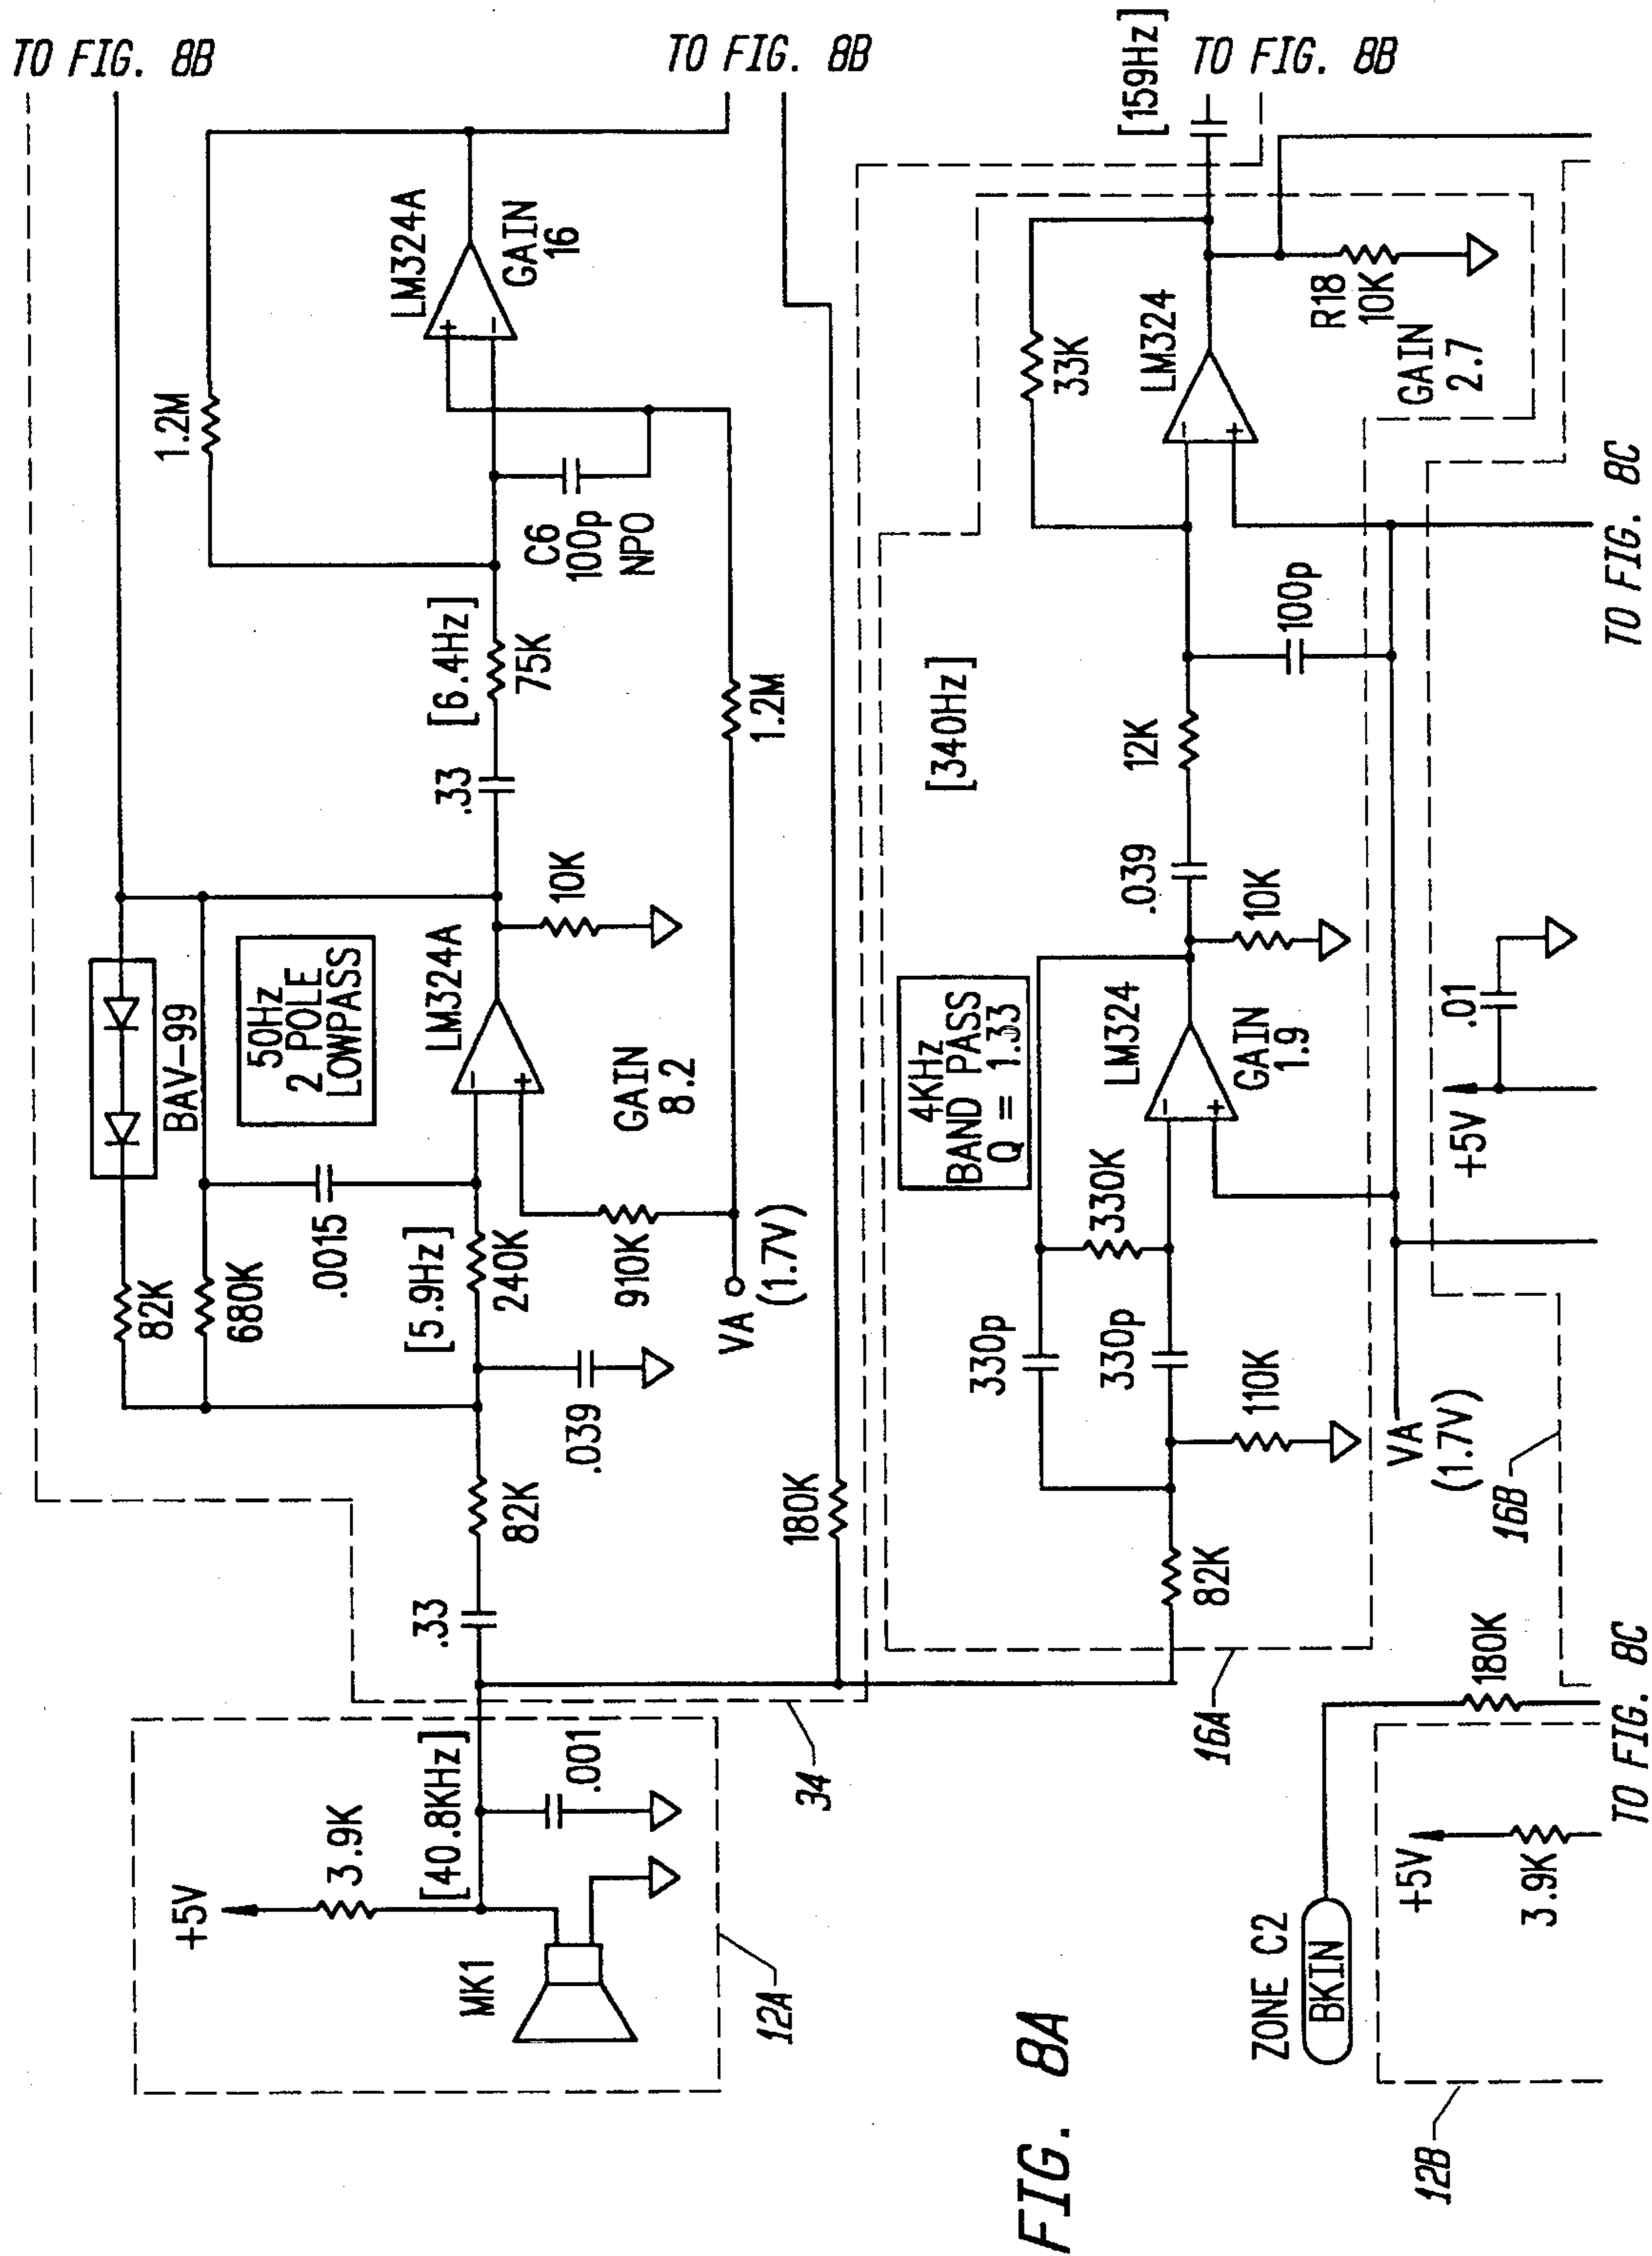 TO FIG. 8B
TO FIG. 8B
TO FIG. 8B
[159Hz]
LM324A
GAIN
16
1.2M
C6
100p
NPO
[6.4Hz]
75K
.33
1.2M
10K
BAV-99
50Hz
2 POLE
LOWPASS
LM324A
GAIN
8.2
82K
680K
.0015
[5.9Hz]
240K
910K
VA
(1.7V)
.039
82K
.33
180K
+5V
3.9K
[40.8KHz]
.001
MK1
12A
34
33K
LM324
R18
10K
GAIN
2.7
[340Hz]
12K
100p
.039
10K
4KHz
BAND PASS
Q = 1.33
LM324
GAIN
1.9
330K
330p
330p
110K
82K
16A
VA
(1.7V)
+5V
.01
16B
TO FIG. 8C
ZONE C2
BKIN
180K
+5V
3.9K
12B
TO FIG. 8C
FIG. 8A